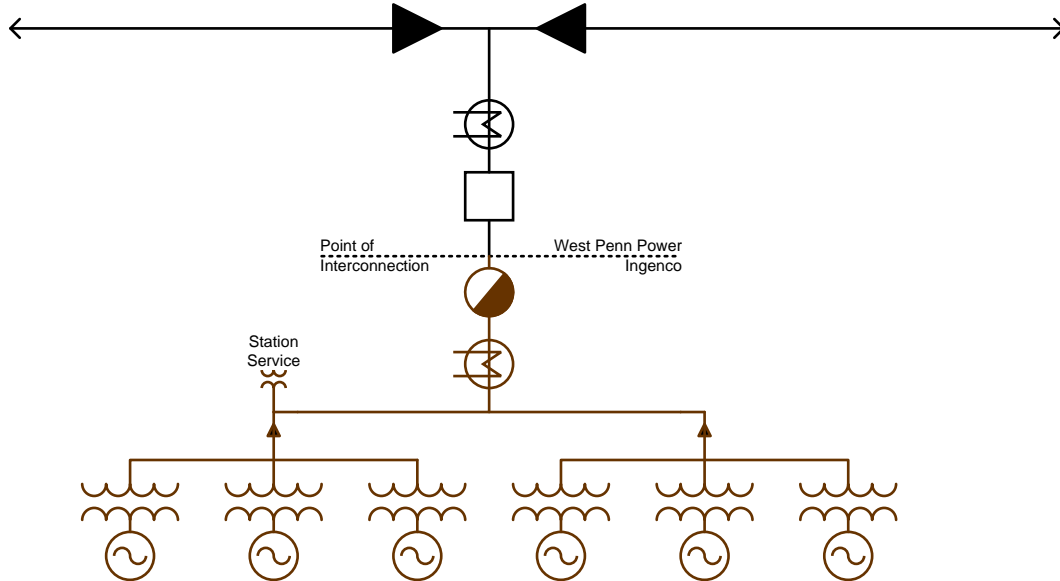 Point of
Interconnection
West Penn Power
Ingenco
Station
Service